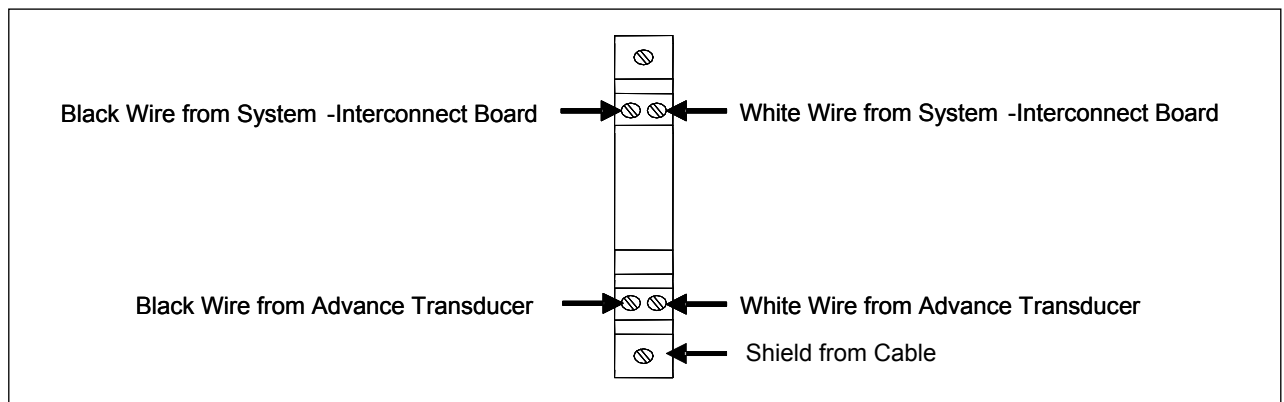 Black Wire from System -Interconnect Board
White Wire from System -Interconnect Board
Black Wire from Advance Transducer
White Wire from Advance Transducer
Shield from Cable